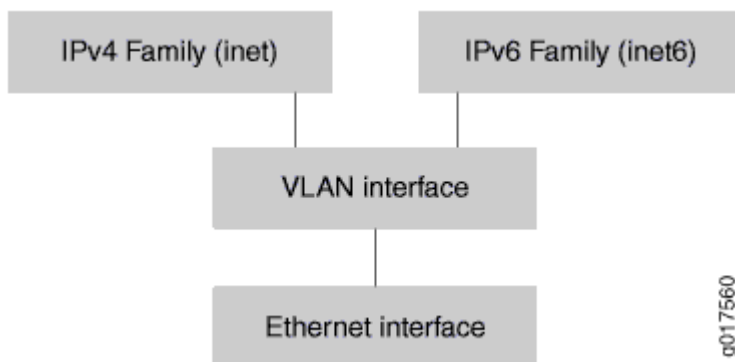 IPv4 Family (inet)
IPv6 Family (inet6)
VLAN interface
Ethernet interface
g017560